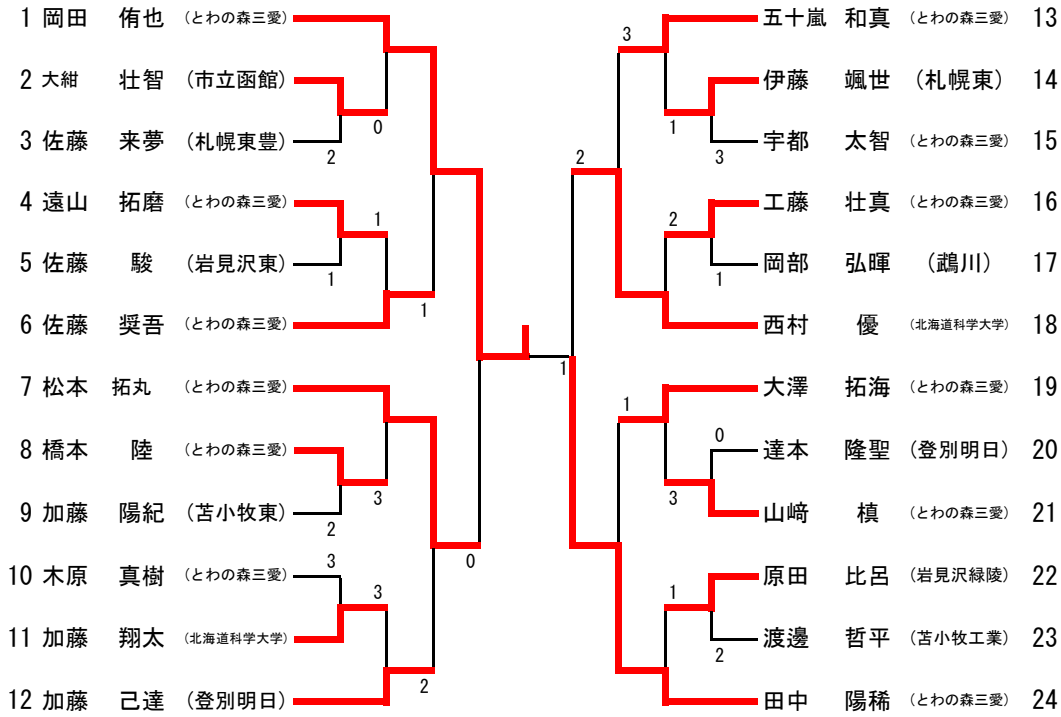 1 岡田 侑也 (とわの森三愛)
2 大紺 壮智 (市立函館)
3 佐藤 来夢 (札幌東豊)
4 遠山 拓磨 (とわの森三愛)
5 佐藤 駿 (岩見沢東)
6 佐藤 奨吾 (とわの森三愛)
7 松本 拓丸 (とわの森三愛)
8 橋本 陸 (とわの森三愛)
9 加藤 陽紀 (苫小牧東)
10 木原 真樹 (とわの森三愛)
11 加藤 翔太 (北海道科学大学)
12 加藤 己達 (登別明日)
0
2
1
1
1
3
2
3
3
2
0
1
2
3
1
3
2
1
1
0
3
1
2
五十嵐 和真 (とわの森三愛) 13
伊藤 颯世 (札幌東) 14
宇都 太智 (とわの森三愛) 15
工藤 壮真 (とわの森三愛) 16
岡部 弘暉 (鵡川) 17
西村 優 (北海道科学大学) 18
大澤 拓海 (とわの森三愛) 19
達本 隆聖 (登別明日) 20
山﨑 槙 (とわの森三愛) 21
原田 比呂 (岩見沢緑陵) 22
渡邊 哲平 (苫小牧工業) 23
田中 陽稀 (とわの森三愛) 24